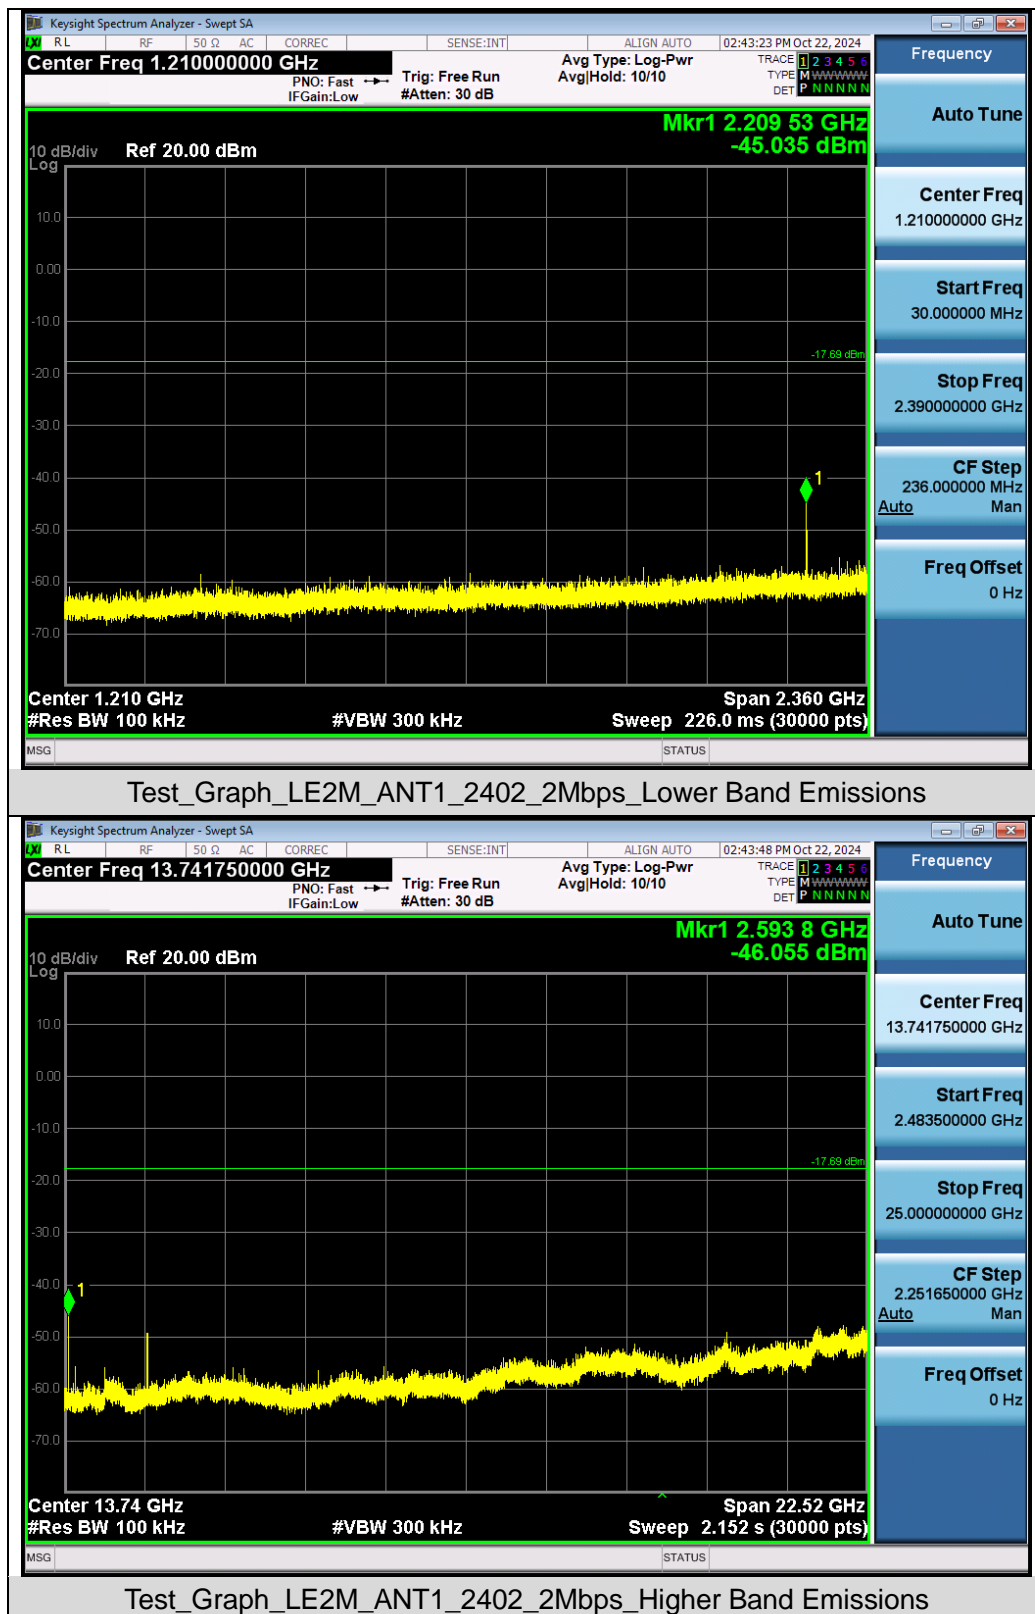 Keysight Spectrum Analyzer - Swept SA
LXI RL RF 50 Ω AC CORREC SENSE:INT ALIGN AUTO 02:43:23 PM Oct 22, 2024
Center Freq 1.210000000 GHz
PNO: Fast
IFGain:Low
Trig: Free Run
#Atten: 30 dB
Avg Type: Log-Pwr
Avg|Hold: 10/10
TRACE 1 2 3 4 5 6
TYPE M WWWWW
DET P N N N N N
Mkr1 2.209 53 GHz
-45.035 dBm
10 dB/div
Log
Ref 20.00 dBm
10.0
0.00
-10.0
-17.69 dBm
-20.0
-30.0
-40.0
1
-50.0
-60.0
-70.0
Center 1.210 GHz
Span 2.360 GHz
#Res BW 100 kHz
#VBW 300 kHz
Sweep 226.0 ms (30000 pts)
MSG
STATUS
Frequency
Auto Tune
Center Freq
1.210000000 GHz
Start Freq
30.000000 MHz
Stop Freq
2.390000000 GHz
CF Step
236.000000 MHz
Auto Man
Freq Offset
0 Hz
Test_Graph_LE2M_ANT1_2402_2Mbps_Lower Band Emissions
Keysight Spectrum Analyzer - Swept SA
LXI RL RF 50 Ω AC CORREC SENSE:INT ALIGN AUTO 02:43:48 PM Oct 22, 2024
Center Freq 13.741750000 GHz
PNO: Fast
IFGain:Low
Trig: Free Run
#Atten: 30 dB
Avg Type: Log-Pwr
Avg|Hold: 10/10
TRACE 1 2 3 4 5 6
TYPE M WWWWW
DET P N N N N N
Mkr1 2.593 8 GHz
-46.055 dBm
10 dB/div
Log
Ref 20.00 dBm
10.0
0.00
-10.0
-17.69 dBm
-20.0
-30.0
-40.0
1
-50.0
-60.0
-70.0
Center 13.74 GHz
Span 22.52 GHz
#Res BW 100 kHz
#VBW 300 kHz
Sweep 2.152 s (30000 pts)
MSG
STATUS
Frequency
Auto Tune
Center Freq
13.741750000 GHz
Start Freq
2.483500000 GHz
Stop Freq
25.000000000 GHz
CF Step
2.251650000 GHz
Auto Man
Freq Offset
0 Hz
Test_Graph_LE2M_ANT1_2402_2Mbps_Higher Band Emissions